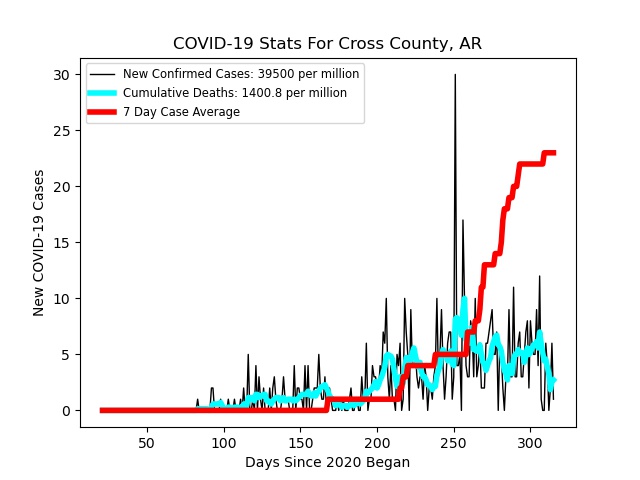 COVID-19 Stats For Cross County, AR
New Confirmed Cases: 39500 per million
Cumulative Deaths: 1400.8 per million
7 Day Case Average
New COVID-19 Cases
30
25
20
15
10
5
0
50 100 150 200 250 300
Days Since 2020 Began